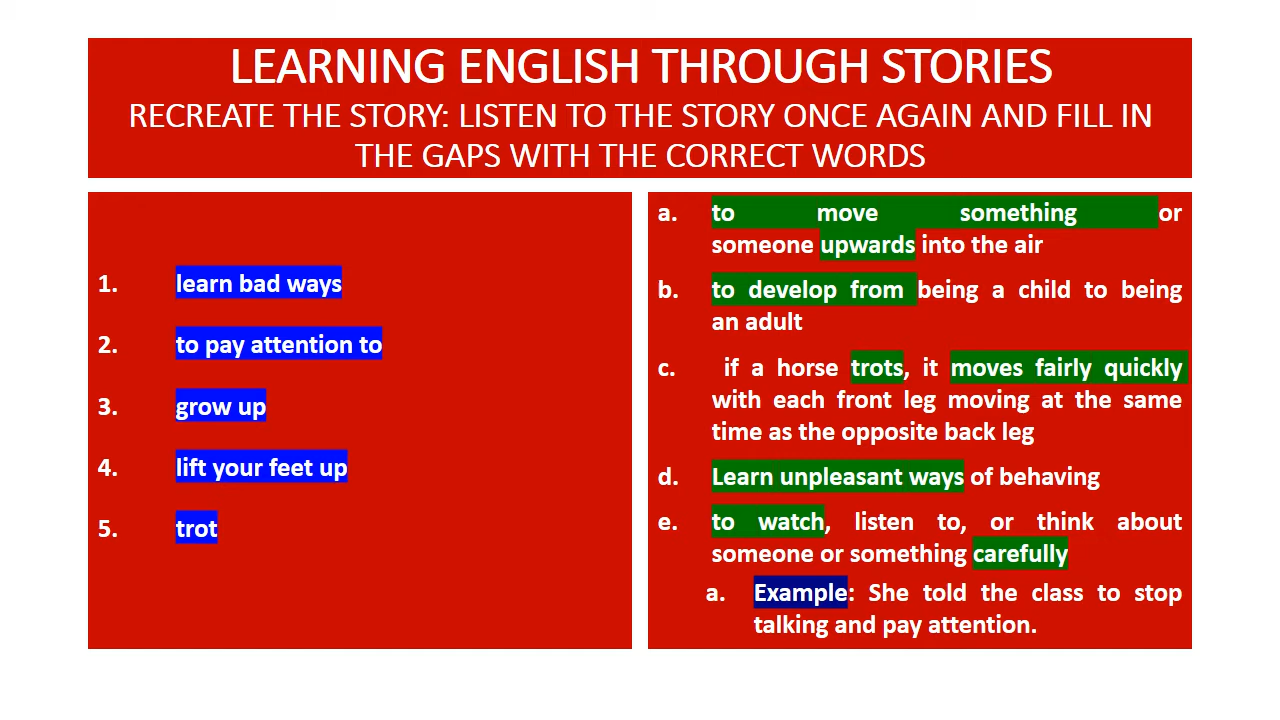 LEARNING ENGLISH THROUGH STORIES
RECREATE THE STORY: LISTEN TO THE STORY ONCE AGAIN AND FILL IN
THE GAPS WITH THE CORRECT WORDS
1. learn bad ways
2. to pay attention to
3. grow up
4. lift your feet up
5. trot
a. to move something or
someone upwards into the air
b. to develop from being a child to being
an adult
c. if a horse trots, it moves fairly quickly
with each front leg moving at the same
time as the opposite back leg
d. Learn unpleasant ways of behaving
e. to watch, listen to, or think about
someone or something carefully
a. Example: She told the class to stop
talking and pay attention.